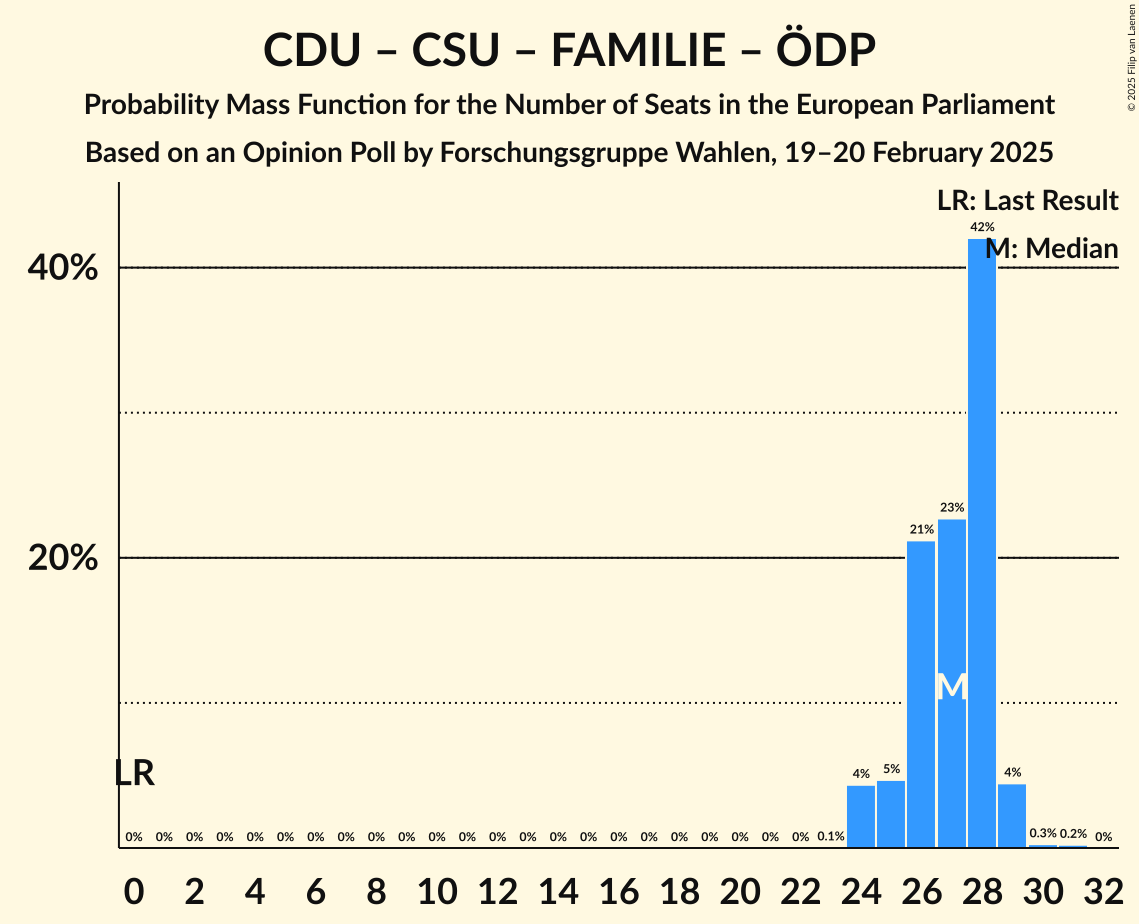 CDU – CSU – FAMILIE – ÖDP
Probability Mass Function for the Number of Seats in the European Parliament
Based on an Opinion Poll by Forschungsgruppe Wahlen, 19–20 February 2025
© 2025 Filip van Laenen
LR: Last Result
M: Median
42%
40%
23%
21%
20%
M
LR
4% 5% 4%
0% 0% 0% 0% 0% 0% 0% 0% 0% 0% 0% 0% 0% 0% 0% 0% 0% 0% 0% 0% 0% 0% 0% 0.1% 0.3% 0.2% 0%
0 2 4 6 8 10 12 14 16 18 20 22 24 26 28 30 32